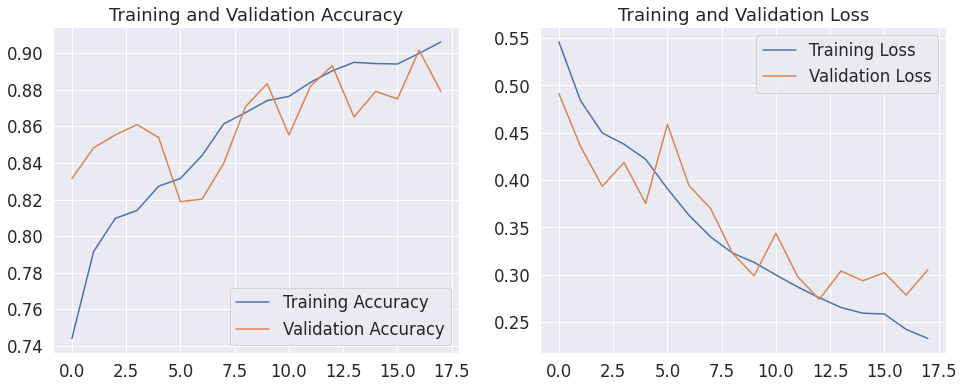 Training and Validation Accuracy
0.90
0.88
0.86
0.84
0.82
0.80
0.78
0.76
0.74
Training Accuracy
Validation Accuracy
0.0 2.5 5.0 7.5 10.0 12.5 15.0 17.5
Training and Validation Loss
0.55
0.50
0.45
0.40
0.35
0.30
0.25
Training Loss
Validation Loss
0.0 2.5 5.0 7.5 10.0 12.5 15.0 17.5